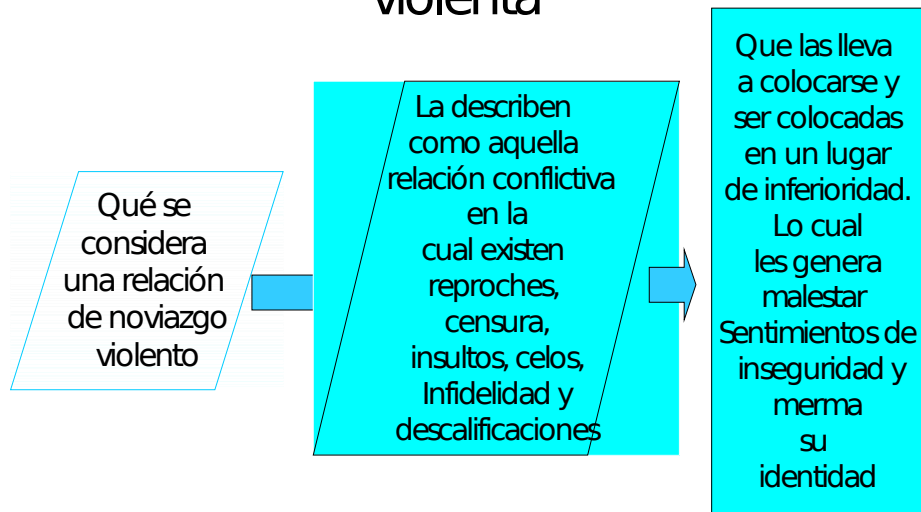 violenta
Qué se
considera
una relación
de noviazgo
violento
La describen
como aquella
relación conflictiva
en la
cual existen
reproches,
censura,
insultos, celos,
Infidelidad y
descalificaciones
Que las lleva
a colocarse y
ser colocadas
en un lugar
de inferioridad.
Lo cual
les genera
malestar
Sentimientos de
inseguridad y
merma
su
identidad